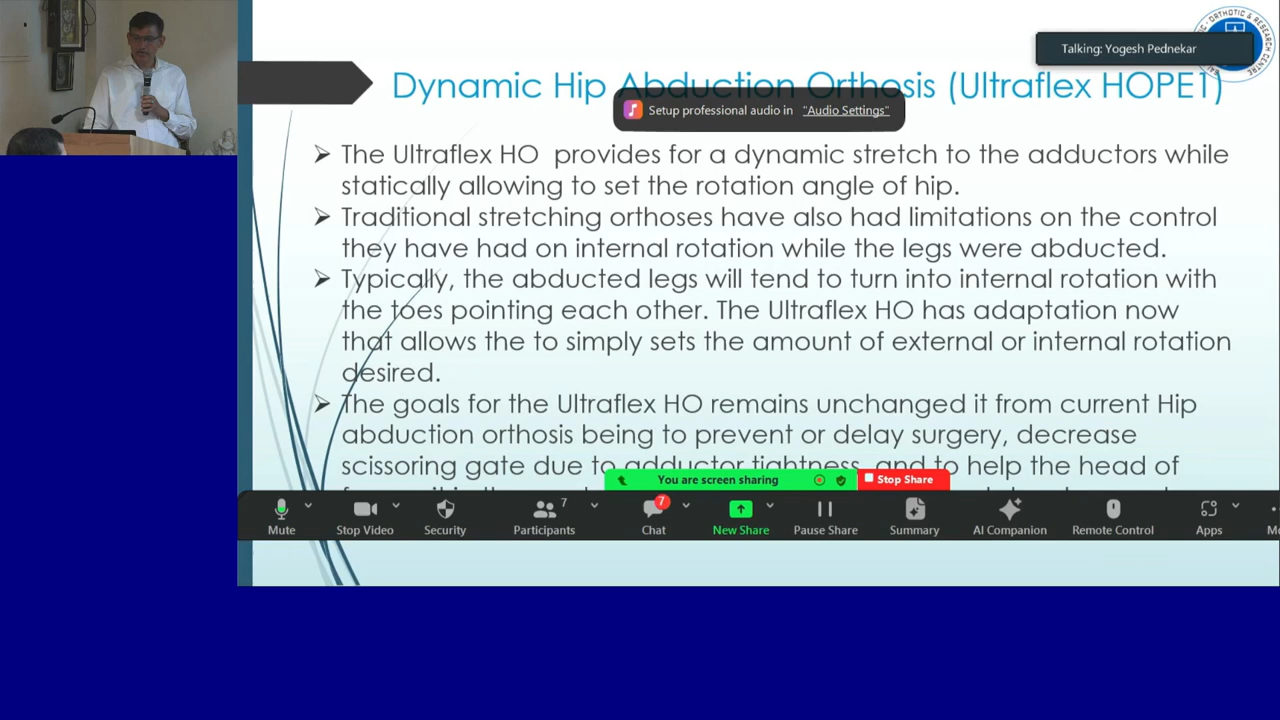 Talking: Yogesh Pednekar
Dynamic Hip Abduction Orthosis (Ultraflex HOPE1)
Setup professional audio in "Audio Settings"
➢ The Ultraflex HO provides for a dynamic stretch to the adductors while
statically allowing to set the rotation angle of hip.
➢ Traditional stretching orthoses have also had limitations on the control
they have had on internal rotation while the legs were abducted.
➢ Typically, the abducted legs will tend to turn into internal rotation with
the toes pointing each other. The Ultraflex HO has adaptation now
that allows the to simply sets the amount of external or internal rotation
desired.
➢ The goals for the Ultraflex HO remains unchanged it from current Hip
abduction orthosis being to prevent or delay surgery, decrease
scissoring gate due to adductor tightness, and to help the head of
You are screen sharing
Stop Share
7
7
Mute Stop Video Security Participants Chat New Share Pause Share Summary AI Companion Remote Control Apps